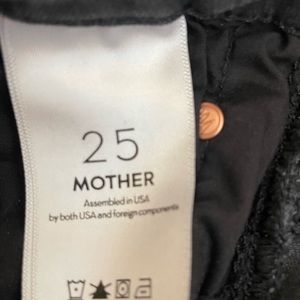 25
MOTHER
Assembled in USA
by both USA and foreign components